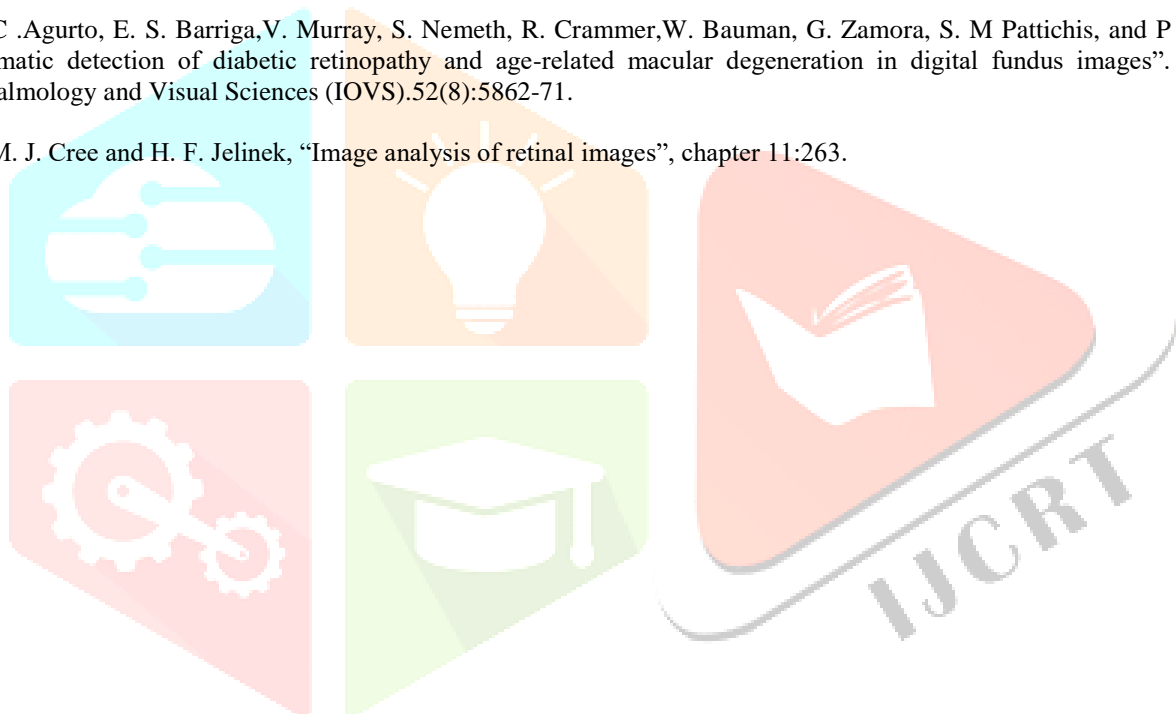 C .Agurto, E. S. Barriga,V. Murray, S. Nemeth, R. Crammer,W. Bauman, G. Zamora, S. M Pattichis, and P
matic detection of diabetic retinopathy and age-related macular degeneration in digital fundus images”.
almology and Visual Sciences (IOVS).52(8):5862-71.
M. J. Cree and H. F. Jelinek, “Image analysis of retinal images”, chapter 11:263.
IJCRT